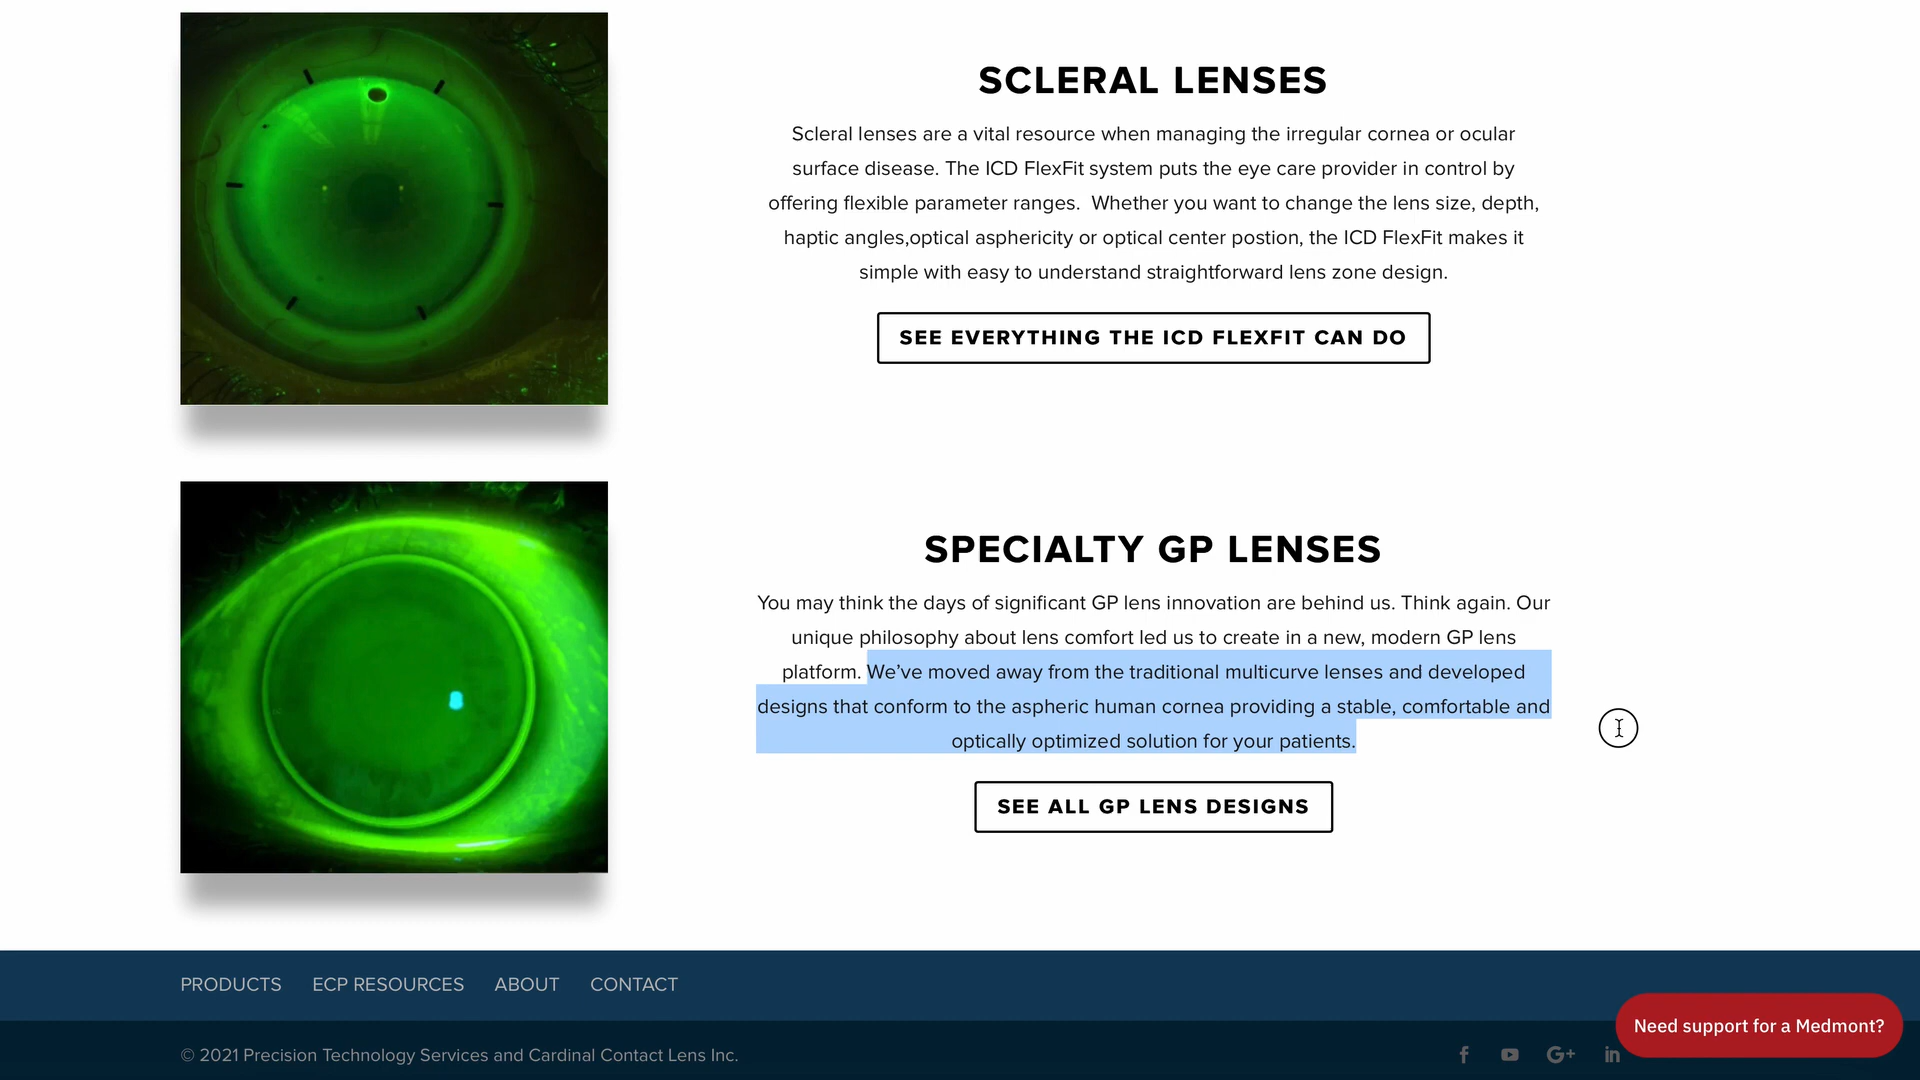 SCLERAL LENSES
Scleral lenses are a vital resource when managing the irregular cornea or ocular
surface disease. The ICD FlexFit system puts the eye care provider in control by
offering flexible parameter ranges.  Whether you want to change the lens size, depth,
haptic angles,optical asphericity or optical center postion, the ICD FlexFit makes it
simple with easy to understand straightforward lens zone design.
SEE EVERYTHING THE ICD FLEXFIT CAN DO
SPECIALTY GP LENSES
You may think the days of significant GP lens innovation are behind us. Think again. Our
unique philosophy about lens comfort led us to create in a new, modern GP lens
platform. We’ve moved away from the traditional multicurve lenses and developed
designs that conform to the aspheric human cornea providing a stable, comfortable and
optically optimized solution for your patients.
SEE ALL GP LENS DESIGNS
PRODUCTS ECP RESOURCES ABOUT CONTACT
Need support for a Medmont?
© 2021 Precision Technology Services and Cardinal Contact Lens Inc.